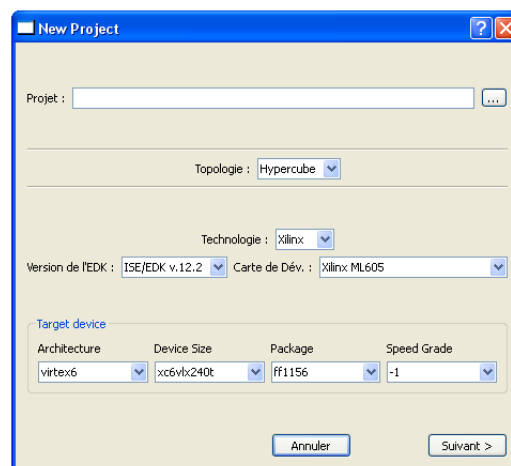 New Project
Projet :
...
Topologie : Hypercube
Technologie : Xilinx
Version de l'EDK : ISE/EDK v.12.2 Carte de Dév. : Xilinx ML605
Target device
Architecture Device Size Package Speed Grade
virtex6 xc6vlx240t ff1156 -1
Annuler Suivant >